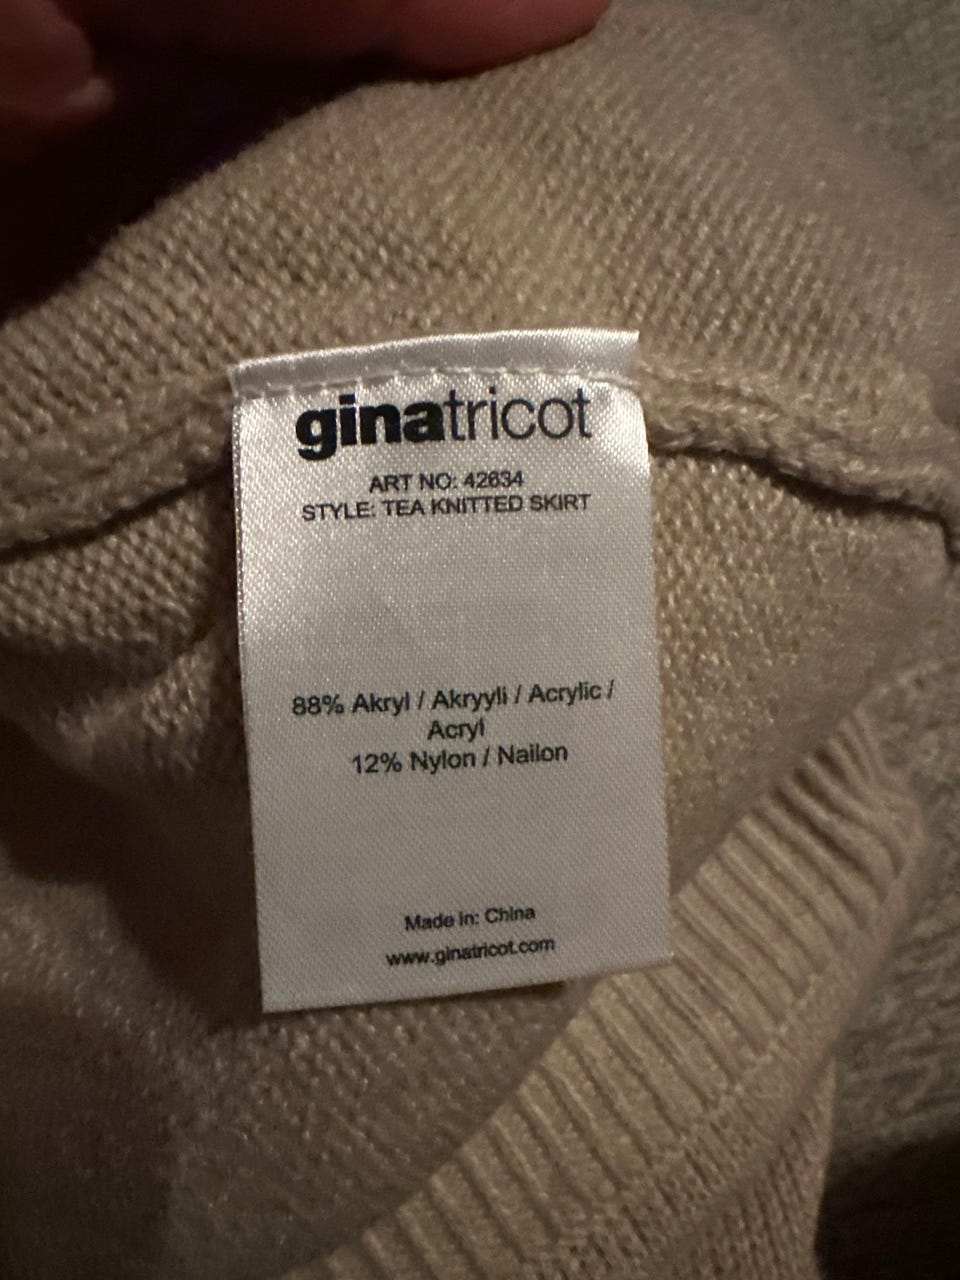 ginatricot
ART NO: 42634
STYLE: TEA KNITTED SKIRT
88% Akryl / Akryyli / Acrylic /
Acryl
12% Nylon / Nailon
Made in: China
www.ginatricot.com